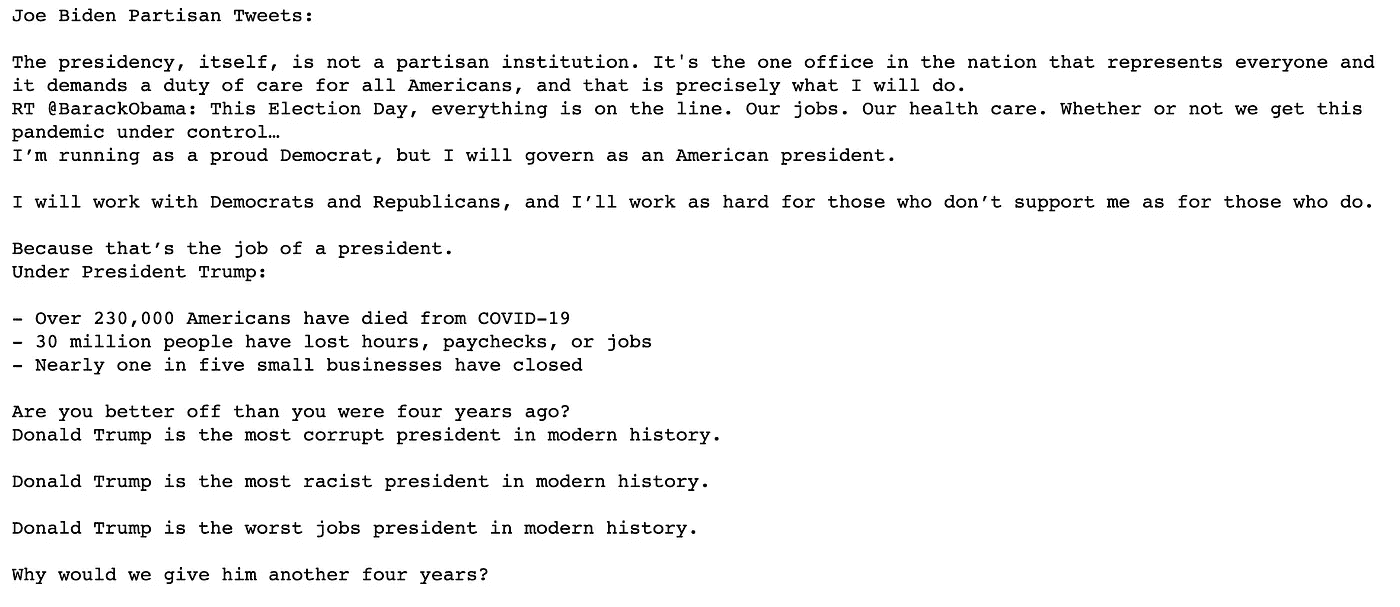 Joe Biden Partisan Tweets:
The presidency, itself, is not a partisan institution. It's the one office in the nation that represents everyone and
it demands a duty of care for all Americans, and that is precisely what I will do.
RT @BarackObama: This Election Day, everything is on the line. Our jobs. Our health care. Whether or not we get this
pandemic under control…
I’m running as a proud Democrat, but I will govern as an American president.
I will work with Democrats and Republicans, and I’ll work as hard for those who don’t support me as for those who do.
Because that’s the job of a president.
Under President Trump:
- Over 230,000 Americans have died from COVID-19
- 30 million people have lost hours, paychecks, or jobs
- Nearly one in five small businesses have closed
Are you better off than you were four years ago?
Donald Trump is the most corrupt president in modern history.
Donald Trump is the most racist president in modern history.
Donald Trump is the worst jobs president in modern history.
Why would we give him another four years?